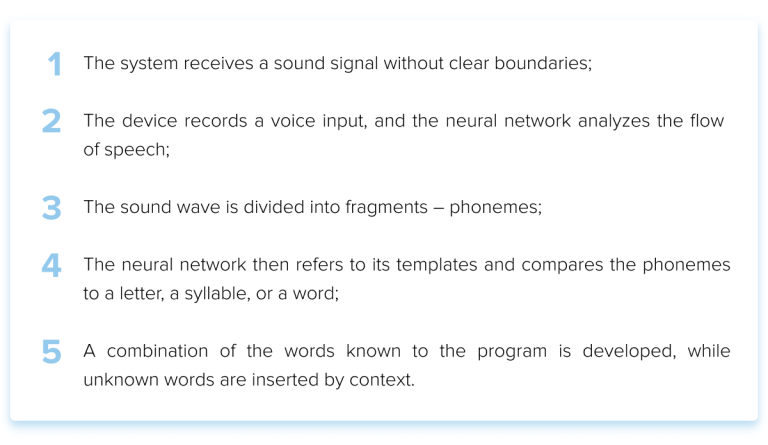 1 The system receives a sound signal without clear boundaries;
2 The device records a voice input, and the neural network analyzes the flow
of speech;
3 The sound wave is divided into fragments – phonemes;
4 The neural network then refers to its templates and compares the phonemes
to a letter, a syllable, or a word;
5 A combination of the words known to the program is developed, while
unknown words are inserted by context.